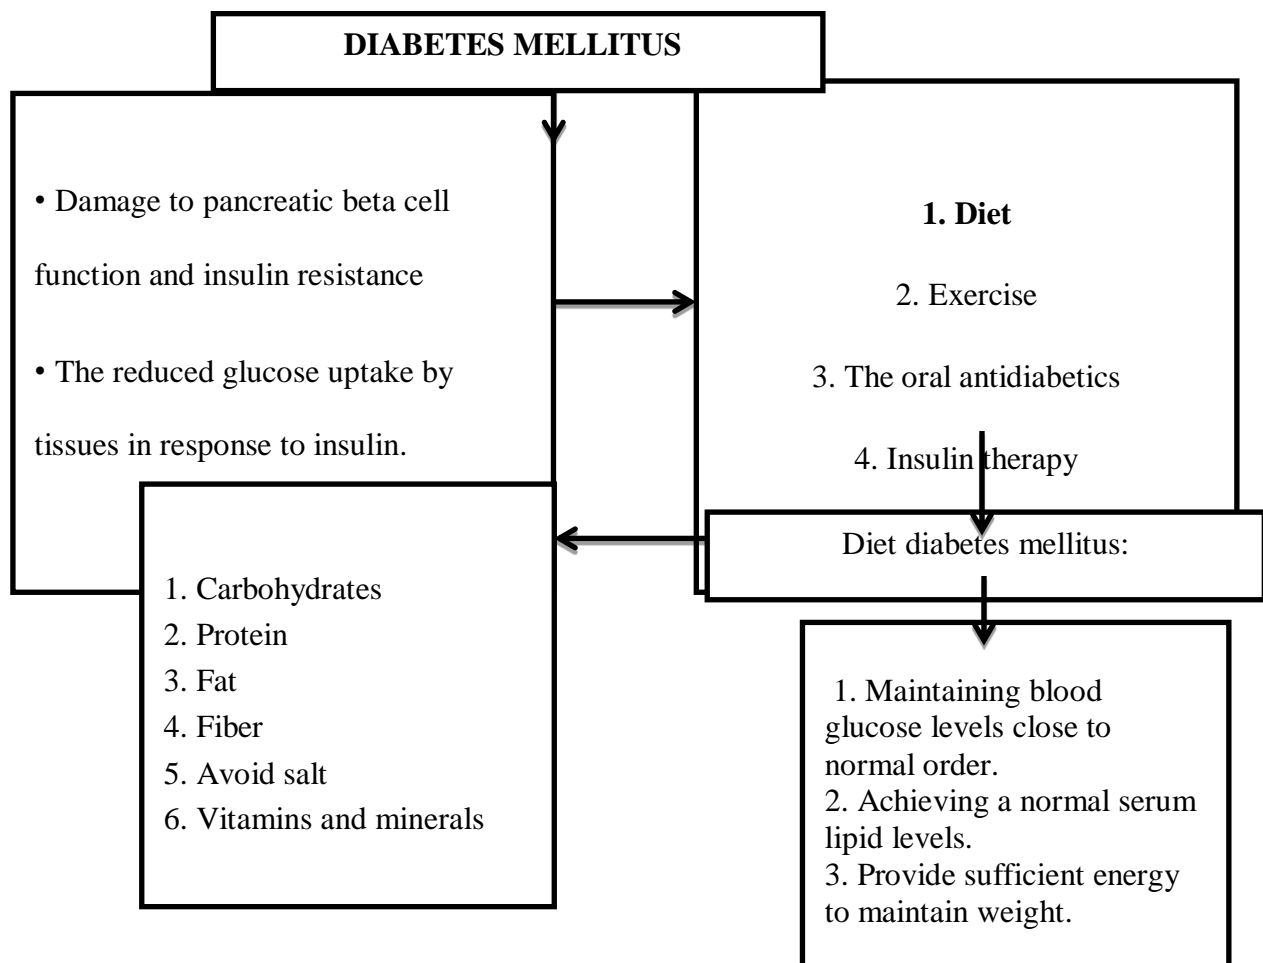 DIABETES MELLITUS
• Damage to pancreatic beta cell
function and insulin resistance
• The reduced glucose uptake by
tissues in response to insulin.
1. Diet
2. Exercise
3. The oral antidiabetics
4. Insulin therapy
Diet diabetes mellitus:
1. Carbohydrates
2. Protein
3. Fat
4. Fiber
5. Avoid salt
6. Vitamins and minerals
1. Maintaining blood
glucose levels close to
normal order.
2. Achieving a normal serum
lipid levels.
3. Provide sufficient energy
to maintain weight.